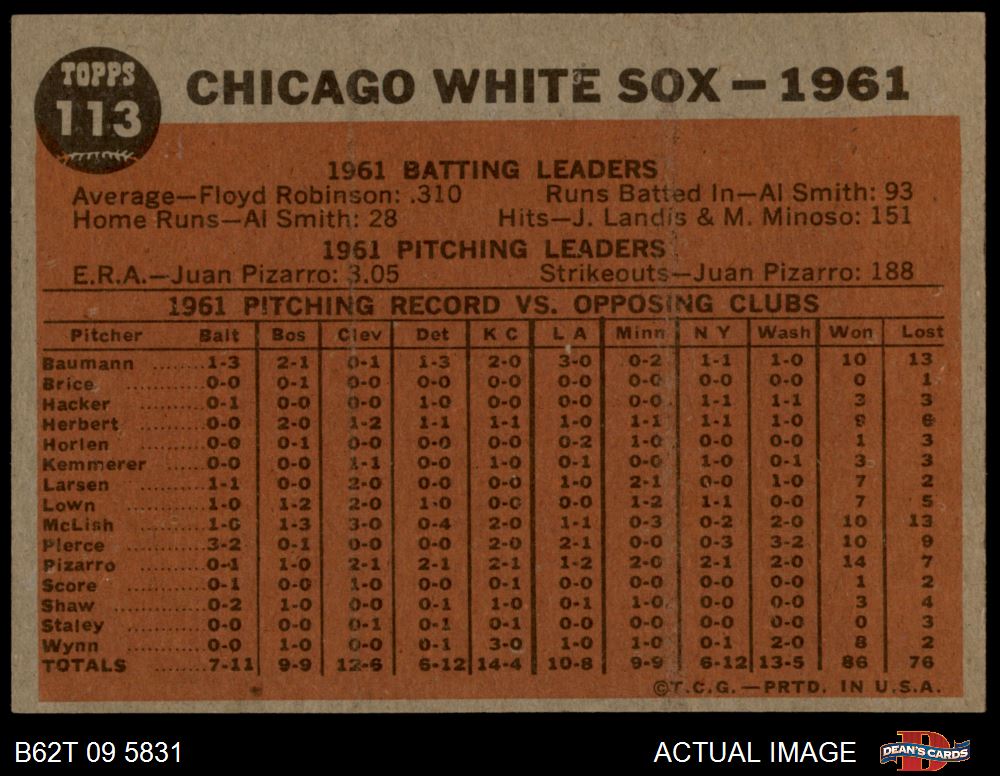 TOPPS
113
CHICAGO WHITE SOX — 1961
1961 BATTING LEADERS
Average—Floyd Robinson: .310 Runs Batted In—Al Smith: 93
Home Runs—Al Smith: 28 Hits—J. Landis & M. Minoso: 151
1961 PITCHING LEADERS
E.R.A.—Juan Pizarro: 3.05 Strikeouts—Juan Pizarro: 188
1961 PITCHING RECORD VS. OPPOSING CLUBS
Pitcher Balt Bos Clev Det K C L A Minn N Y Wash Won Lost
Baumann ........ 1-3 2-1 0-1 1-3 2-0 3-0 0-2 1-1 1-0 10 13
Brice ........ 0-0 0-1 0-0 0-0 0-0 0-0 0-0 0-0 0-0 0 1
Hacker ........ 0-1 0-0 0-0 1-0 0-0 0-0 0-0 1-1 1-1 3 3
Herbert ........ 0-0 2-0 1-2 1-1 1-1 1-0 1-1 1-1 1-0 9 6
Horlen ........ 0-0 0-1 0-0 0-0 0-0 0-2 1-0 0-0 0-0 1 3
Kemmerer ...... 0-0 0-0 1-1 0-0 1-0 0-1 0-0 1-0 0-1 3 3
Larsen ........ 1-1 0-0 2-0 0-0 0-0 1-0 2-1 0-0 1-0 7 2
Lown ........ 1-0 1-2 2-0 1-0 0-0 0-0 1-2 1-1 0-0 7 5
McLish ........ 1-0 1-3 3-0 0-4 2-0 1-1 0-3 0-2 2-0 10 13
Pierce ........ 3-2 0-1 0-0 0-0 2-0 2-1 0-0 0-3 3-2 10 9
Pizarro ........ 0-1 1-0 2-1 2-1 2-1 1-2 2-0 2-1 2-0 14 7
Score ........ 0-1 0-0 1-0 0-0 0-1 0-0 0-0 0-0 0-0 1 2
Shaw ........ 0-2 1-0 0-0 0-1 1-0 0-1 1-0 0-0 0-0 3 4
Staley ........ 0-0 0-0 0-1 0-1 0-1 0-0 0-0 0-0 0-0 0 3
Wynn ........ 0-0 1-0 0-0 0-1 3-0 1-0 1-0 0-1 2-0 8 2
TOTALS ...... 7-11 9-9 12-6 6-12 14-4 10-8 9-9 6-12 13-5 86 76
©T.C.G.—PRTD. IN U.S.A.
B62T 09 5831 ACTUAL IMAGE DEAN'S CARDS